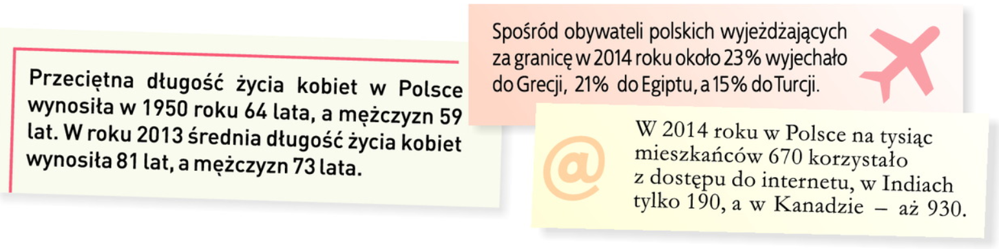 Przeciętna długość życia kobiet w Polsce
wynosiła w 1950 roku 64 lata, a mężczyzn 59
lat. W roku 2013 średnia długość życia kobiet
wynosiła 81 lat, a mężczyzn 73 lata.
Spośród obywateli polskich wyjeżdżających
za granicę w 2014 roku około 23% wyjechało
do Grecji, 21% do Egiptu, a 15% do Turcji.
@
W 2014 roku w Polsce na tysiąc
mieszkańców 670 korzystało
z dostępu do internetu, w Indiach
tylko 190, a w Kanadzie – aż 930.